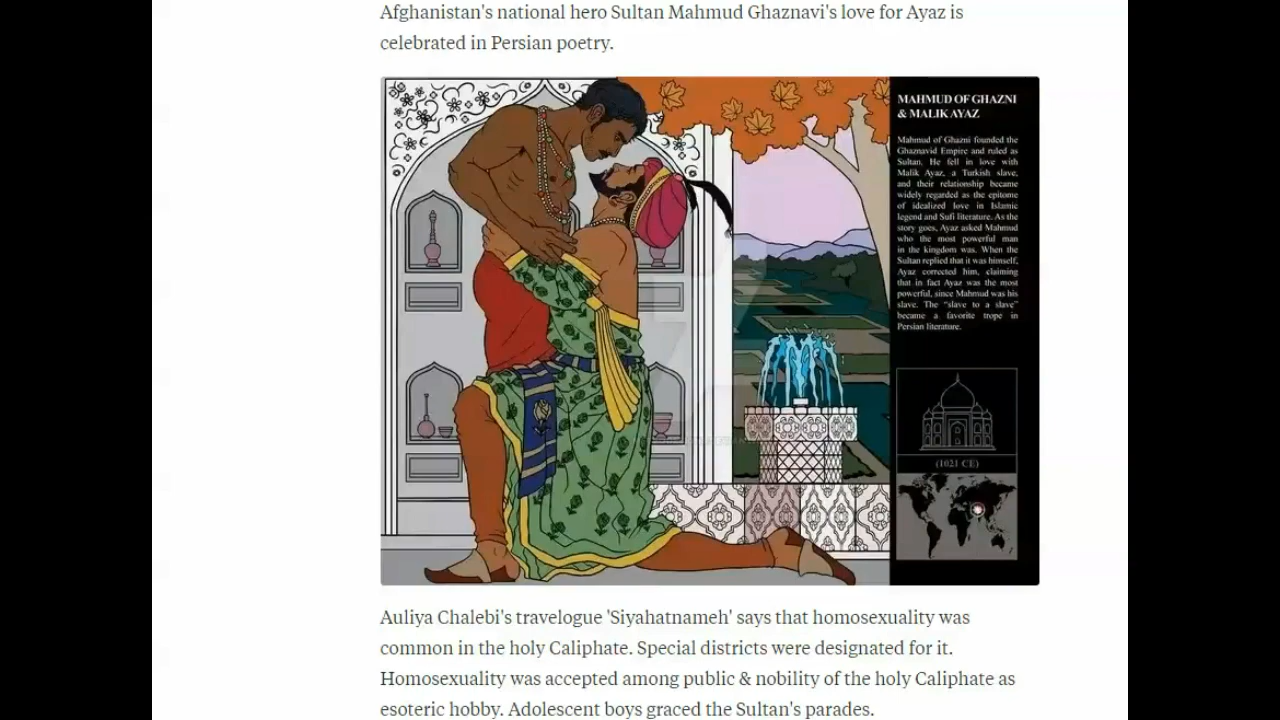 Afghanistan's national hero Sultan Mahmud Ghaznavi's love for Ayaz is
celebrated in Persian poetry.
MAHMUD OF GHAZNI
& MALIK AYAZ
Mahmud of Ghazni founded the
Ghaznavid Empire and ruled as
Sultan. He fell in love with
Malik Ayaz, a Turkish slave,
and their relationship became
widely regarded as the epitome
of idealized love in Islamic
legend and Sufi literature. As the
story goes, Ayaz asked Mahmud
who the most powerful man
in the kingdom was. When the
Sultan replied that it was himself,
Ayaz corrected him, claiming
that in fact Ayaz was the most
powerful, since Mahmud was his
slave. The "slave to a slave"
became a favorite trope in
Persian literature.
(1021 CE)
Auliya Chalebi's travelogue 'Siyahatnameh' says that homosexuality was
common in the holy Caliphate. Special districts were designated for it.
Homosexuality was accepted among public & nobility of the holy Caliphate as
esoteric hobby. Adolescent boys graced the Sultan's parades.